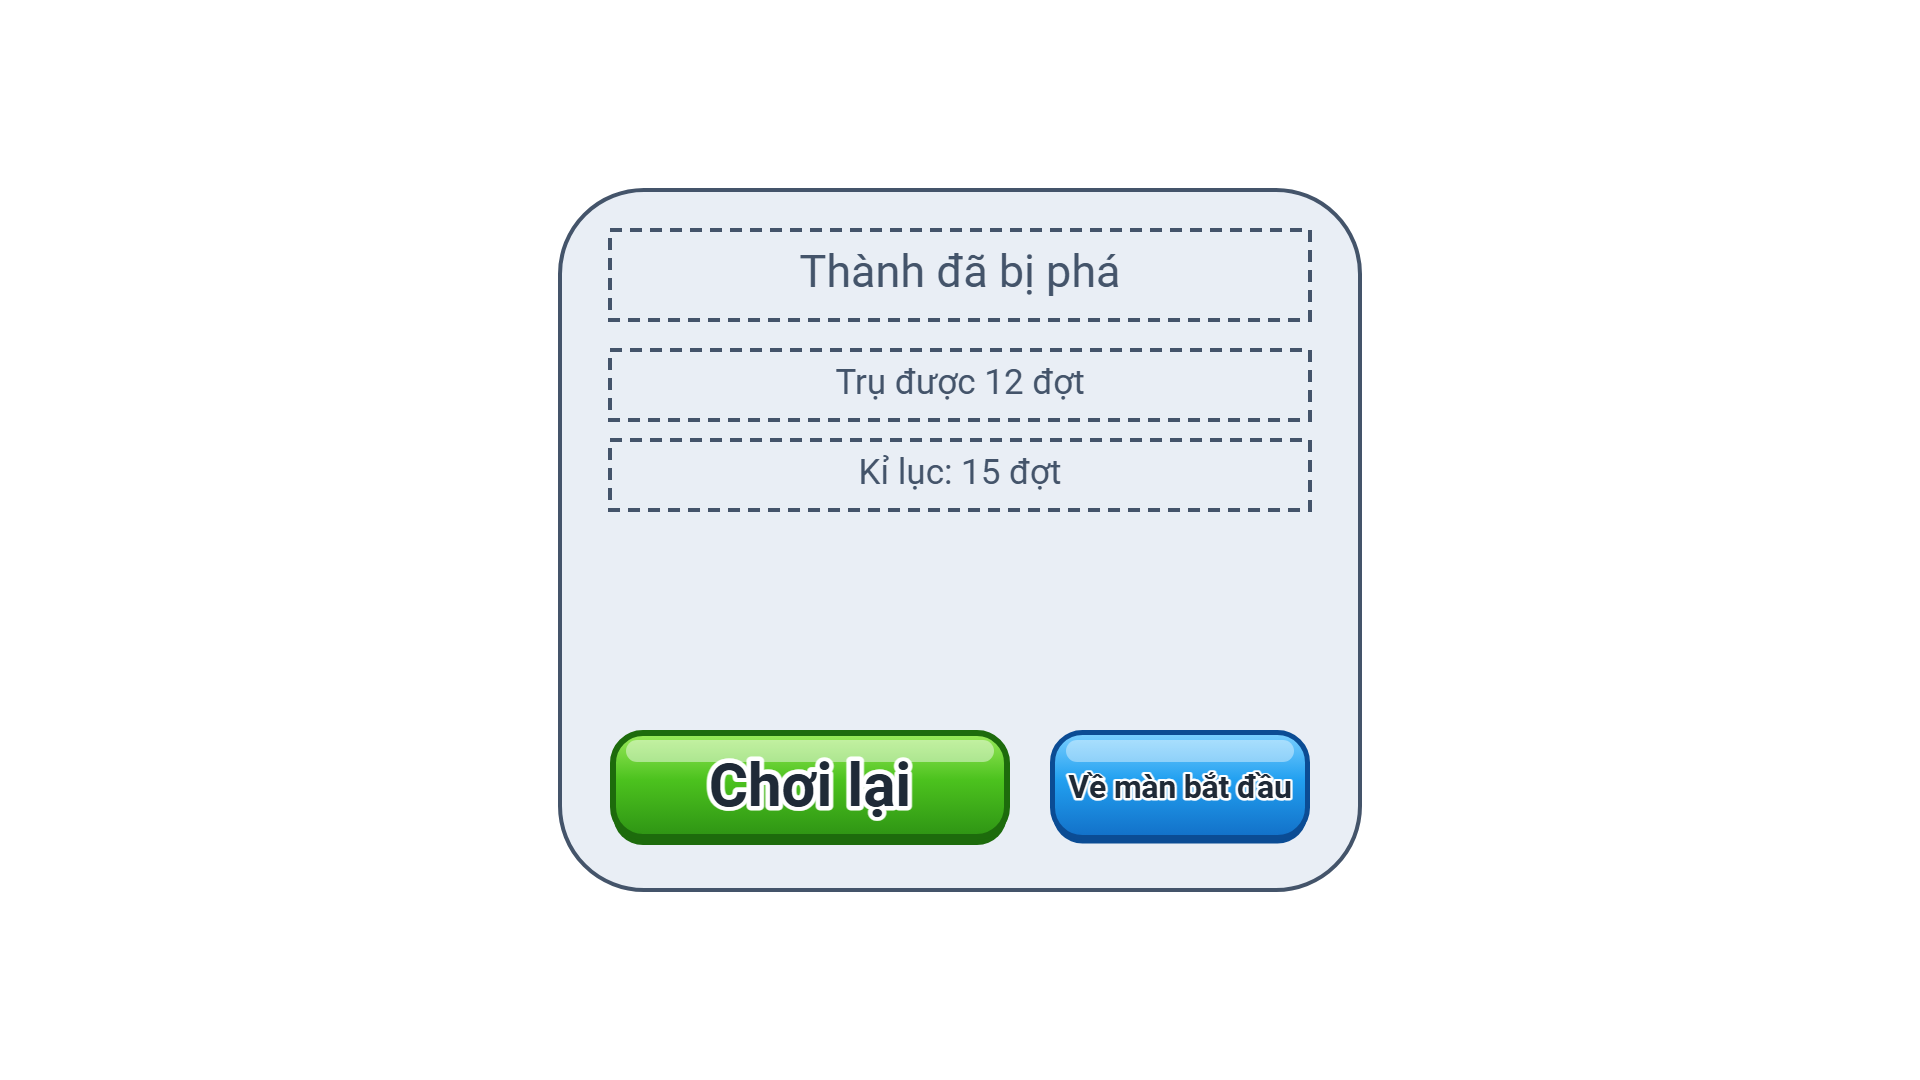 Thành đã bị phá
Trụ được 12 đợt
Kỉ lục: 15 đợt
Chơi lại
Về màn bắt đầu